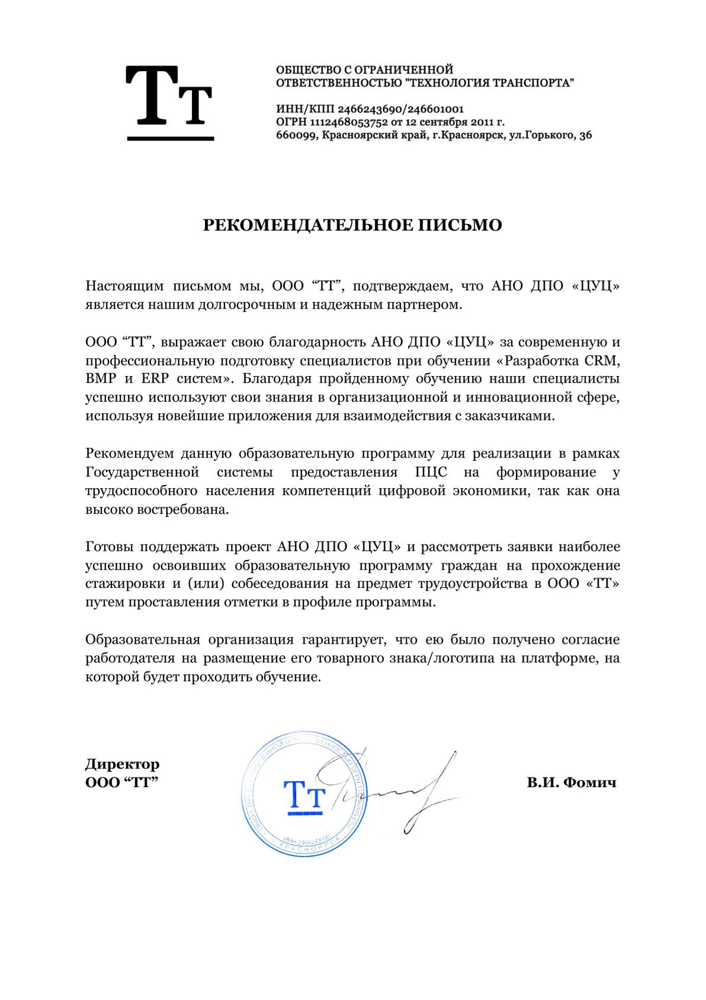 Тт
ОБЩЕСТВО С ОГРАНИЧЕННОЙ
ОТВЕТСТВЕННОСТЬЮ "ТЕХНОЛОГИЯ ТРАНСПОРТА"
ИНН/КПП 2466243690/246601001
ОГРН 1112468053752 от 12 сентября 2011 г.
660099, Красноярский край, г.Красноярск, ул.Горького, 36
РЕКОМЕНДАТЕЛЬНОЕ ПИСЬМО
Настоящим письмом мы, ООО “ТТ”, подтверждаем, что АНО ДПО «ЦУЦ»
является нашим долгосрочным и надежным партнером.
ООО “ТТ”, выражает свою благодарность АНО ДПО «ЦУЦ» за современную и
профессиональную подготовку специалистов при обучении «Разработка CRM,
BMP и ERP систем». Благодаря пройденному обучению наши специалисты
успешно используют свои знания в организационной и инновационной сфере,
используя новейшие приложения для взаимодействия с заказчиками.
Рекомендуем данную образовательную программу для реализации в рамках
Государственной системы предоставления ПЦС на формирование у
трудоспособного населения компетенций цифровой экономики, так как она
высоко востребована.
Готовы поддержать проект АНО ДПО «ЦУЦ» и рассмотреть заявки наиболее
успешно освоивших образовательную программу граждан на прохождение
стажировки и (или) собеседования на предмет трудоустройства в ООО «ТТ»
путем проставления отметки в профиле программы.
Образовательная организация гарантирует, что ею было получено согласие
работодателя на размещение его товарного знака/логотипа на платформе, на
которой будет проходить обучение.
Директор
ООО “ТТ”
В.И. Фомич
ОБЩЕСТВО С ОГРАНИЧЕННОЙ ОТВЕТСТВЕННОСТЬЮ ОГРН 1112468053752
Тт
ИНН 2466243690
г. КРАСНОЯРСК